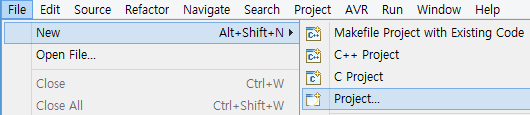 File Edit Source Refactor Navigate Search Project AVR Run Window Help
New Alt+Shift+N Makefile Project with Existing Code
Open File... C++ Project
Close Ctrl+W C Project
Close All Ctrl+Shift+W Project...